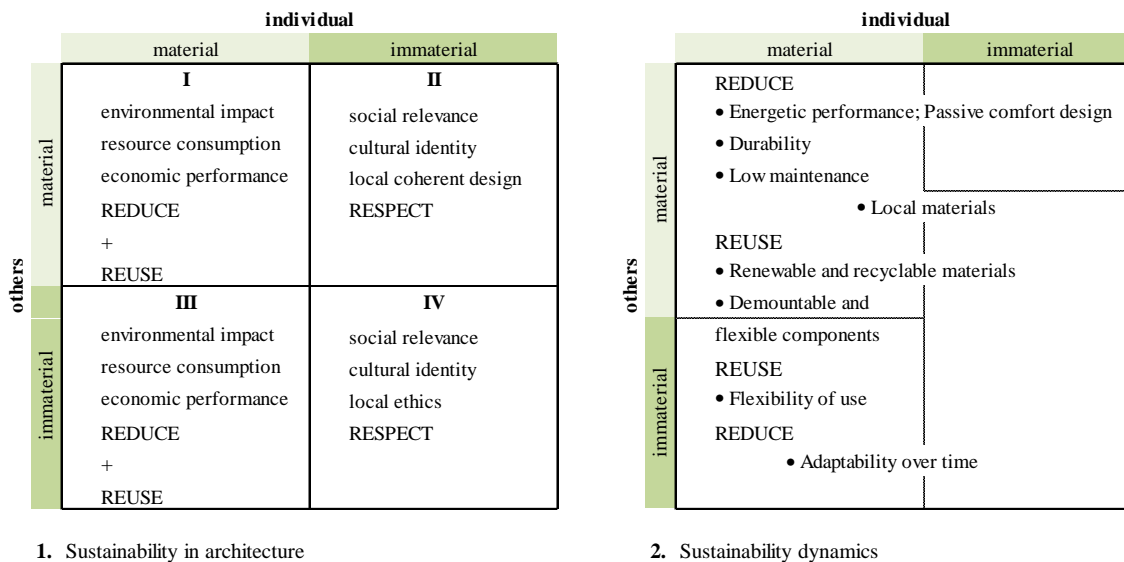 individual
material
immaterial
others
material
immaterial
I
environmental impact
resource consumption
economic performance
REDUCE
+
REUSE
II
social relevance
cultural identity
local coherent design
RESPECT
III
environmental impact
resource consumption
economic performance
REDUCE
+
REUSE
IV
social relevance
cultural identity
local ethics
RESPECT
1. Sustainability in architecture
individual
material
immaterial
others
material
immaterial
REDUCE
• Energetic performance; Passive comfort design
• Durability
• Low maintenance
• Local materials
REUSE
• Renewable and recyclable materials
• Demountable and
flexible components
REUSE
• Flexibility of use
REDUCE
• Adaptability over time
2. Sustainability dynamics